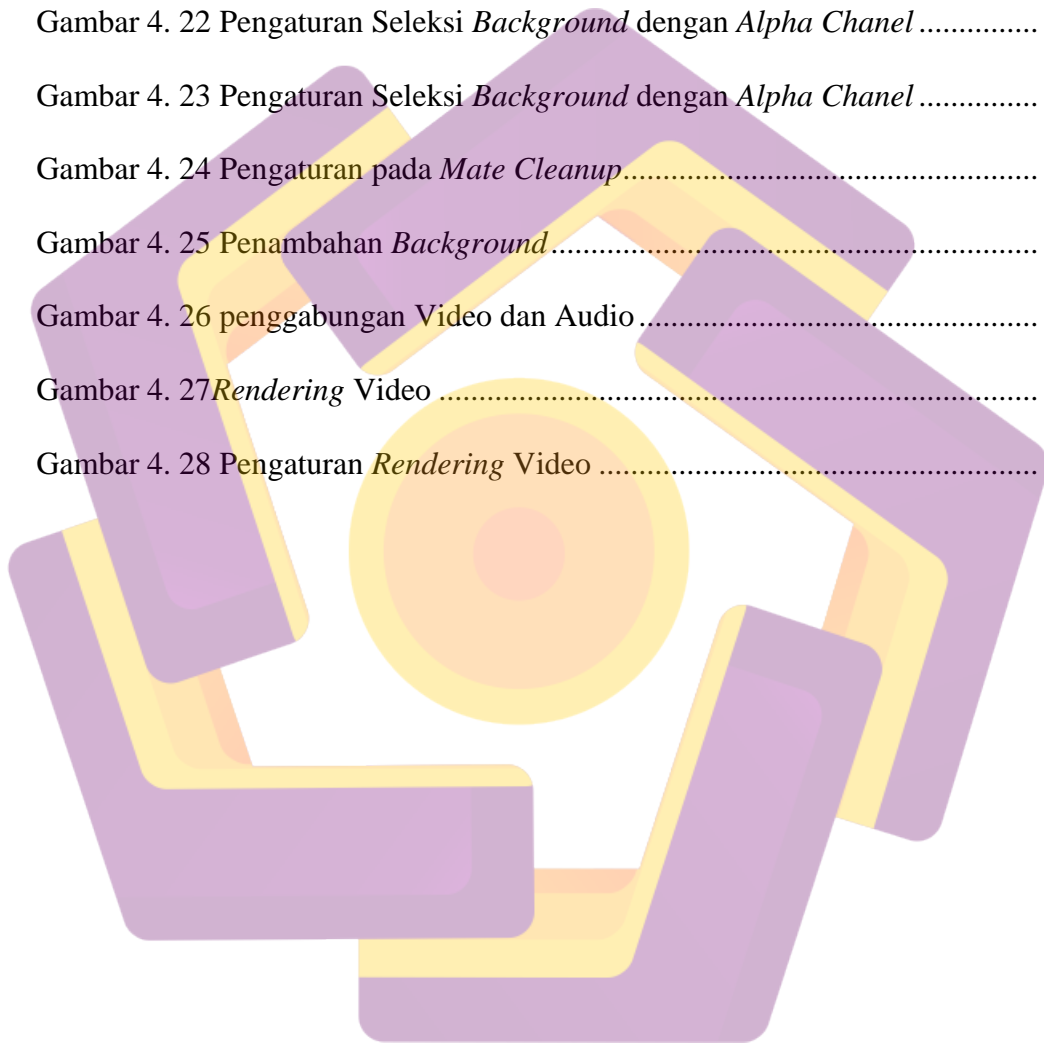 Gambar 4. 22 Pengaturan Seleksi Background dengan Alpha Chanel ...............
Gambar 4. 23 Pengaturan Seleksi Background dengan Alpha Chanel ...............
Gambar 4. 24 Pengaturan pada Mate Cleanup....................................................
Gambar 4. 25 Penambahan Background.............................................................
Gambar 4. 26 penggabungan Video dan Audio..................................................
Gambar 4. 27Rendering Video ...........................................................................
Gambar 4. 28 Pengaturan Rendering Video .......................................................